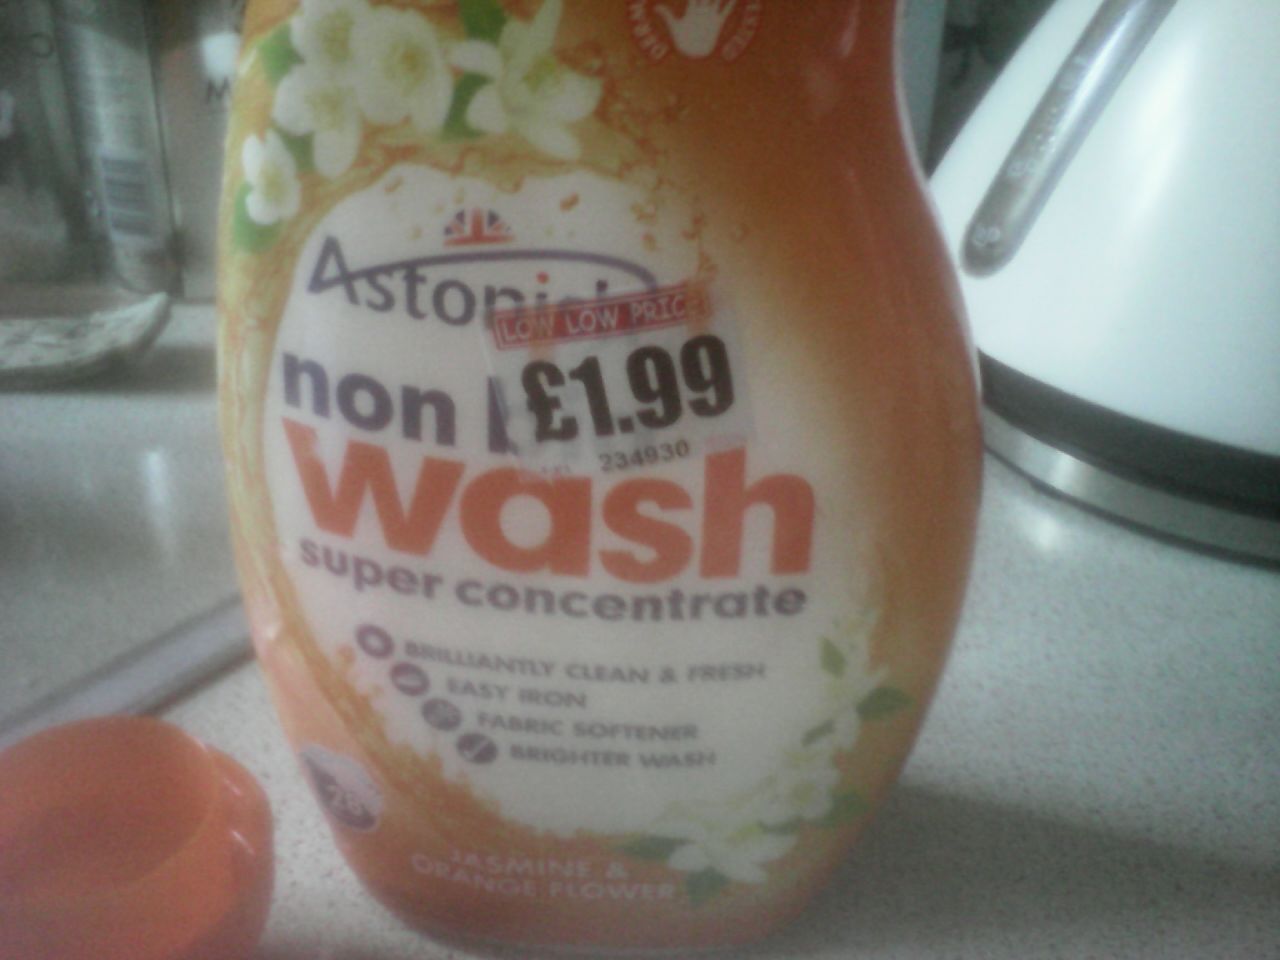 Astonish
LOW LOW PRICE
£1.99
non
234930
wash
super concentrate
BRILLIANTLY CLEAN & FRESH
EASY IRON
FABRIC SOFTENER
BRIGHTER WASH
28
JASMINE &
ORANGE FLOWER